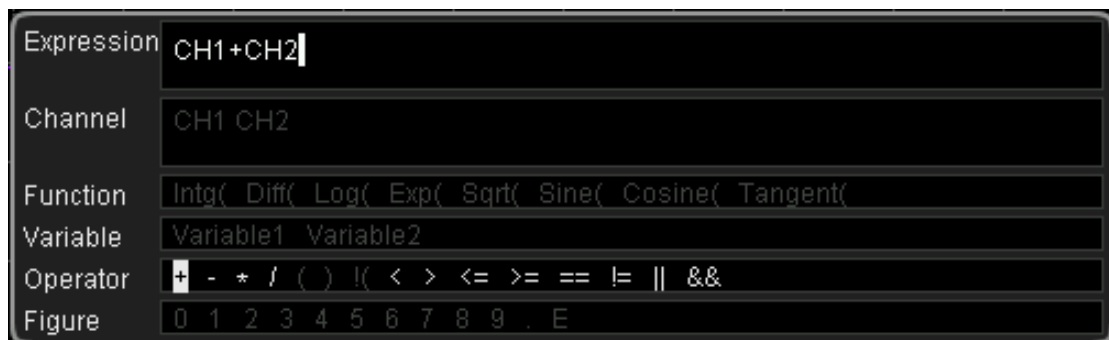 Expression CH1+CH2
Channel CH1 CH2
Function Intg( Diff( Log( Exp( Sqrt( Sine( Cosine( Tangent(
Variable Variable1 Variable2
Operator + - * / ( ) !( < > <= >= == != || &&
Figure 0 1 2 3 4 5 6 7 8 9 . E